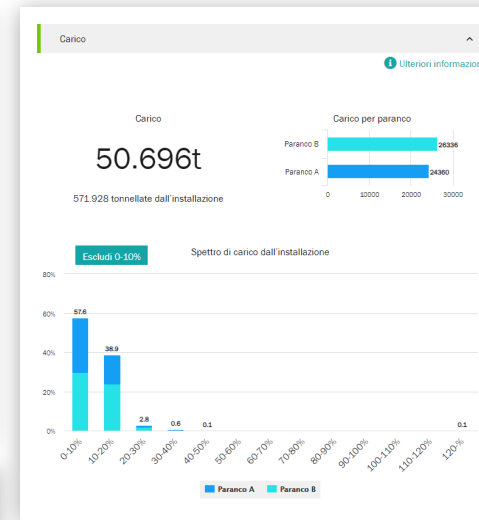 Carico
Ulteriori informazion
Carico
50.696t
571.928 tonnellate dall'installazione
Carico per paranco
Paranco B
26336
Paranco A
24360
0 10000 20000 30000
Escludi 0-10%
Spettro di carico dall'installazione
80%
60%
40%
20%
0%
57.6
38.9
2.8
0.6
0.1
0.1
0-10% 10-20% 20-30% 30-40% 40-50% 50-60% 60-70% 70-80% 80-90% 90-100% 100-110% 110-120% 120-%
Paranco A Paranco B